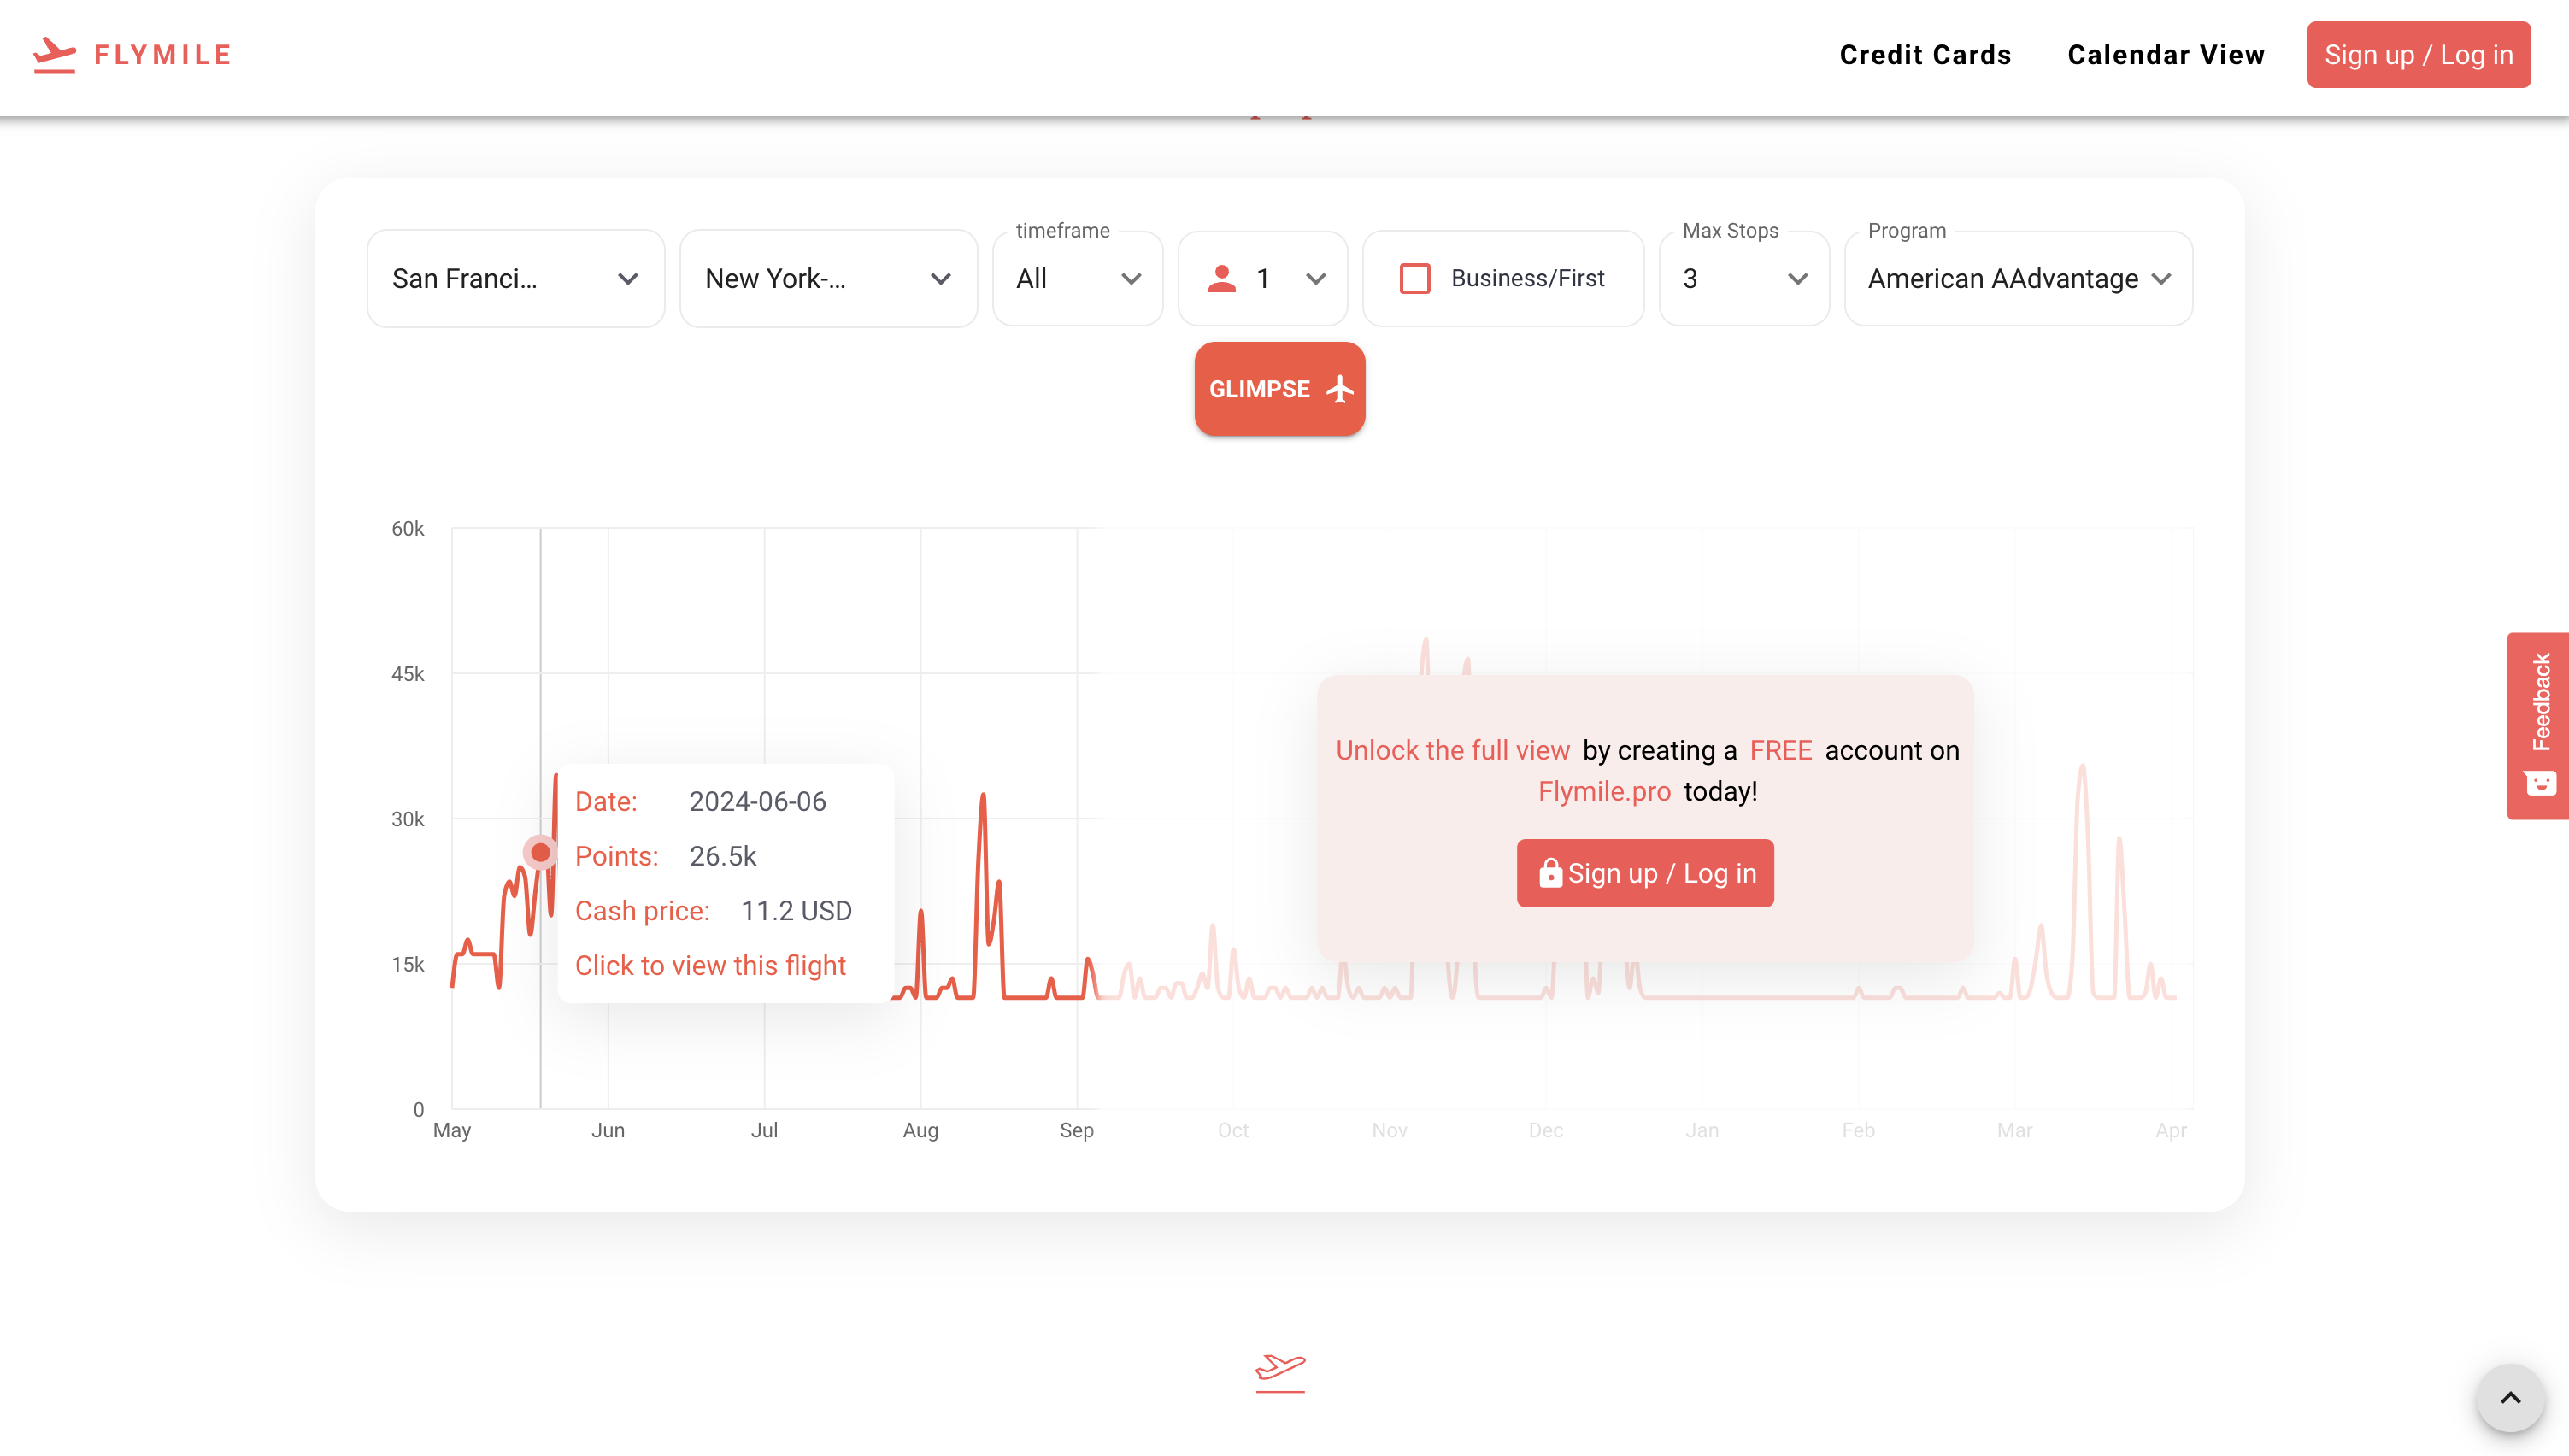 FLYMILE
Credit Cards
Calendar View
Sign up / Log in
timeframe
Max Stops
Program
San Franci...
New York-...
All
1
Business/First
3
American AAdvantage
GLIMPSE
60k
45k
30k
15k
0
Date: 2024-06-06
Points: 26.5k
Cash price: 11.2 USD
Click to view this flight
Unlock the full view by creating a FREE account on
Flymile.pro today!
Sign up / Log in
Feedback
May
Jun
Jul
Aug
Sep
Oct
Nov
Dec
Jan
Feb
Mar
Apr